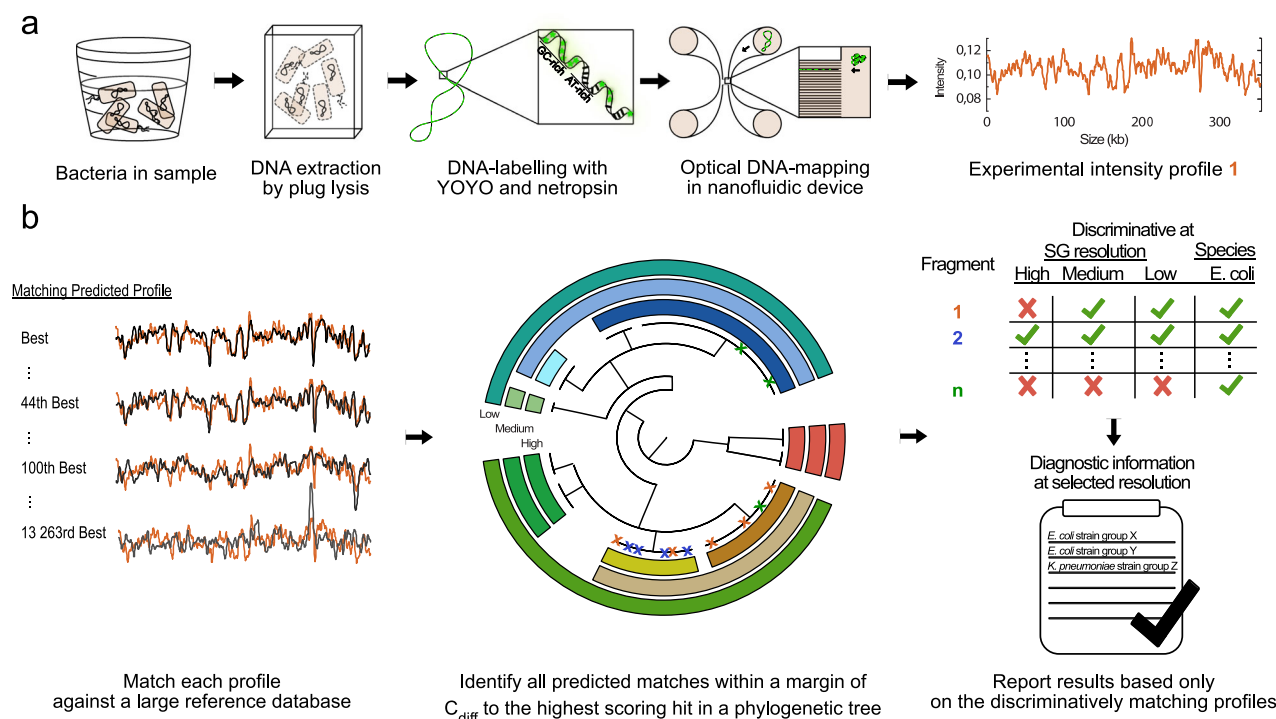 a
GC-rich AT-rich
0,12
0,10
0,08
Intensity
0
100
200
300
Size (kb)
Bacteria in sample
DNA extraction
by plug lysis
DNA-labelling with
YOYO and netropsin
Optical DNA-mapping
in nanofluidic device
Experimental intensity profile 1
b
Matching Predicted Profile
Best
⋮
44th Best
⋮
100th Best
⋮
13 263rd Best
Match each profile
against a large reference database
Low
Medium
High
Identify all predicted matches within a margin of
Cdiff to the highest scoring hit in a phylogenetic tree
Discriminative at
SG resolution Species
Fragment
High Medium Low E. coli
1
2
n
Diagnostic information
at selected resolution
E. coli strain group X
E. coli strain group Y
K. pneumoniae strain group Z
Report results based only
on the discriminatively matching profiles